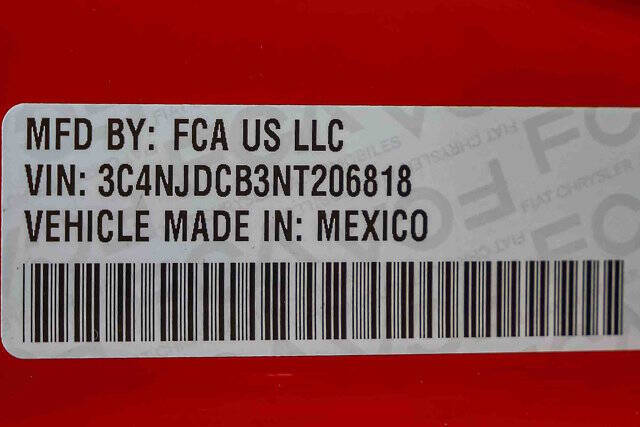 MFD BY: FCA US LLC
VIN: 3C4NJDCB3NT206818
VEHICLE MADE IN: MEXICO